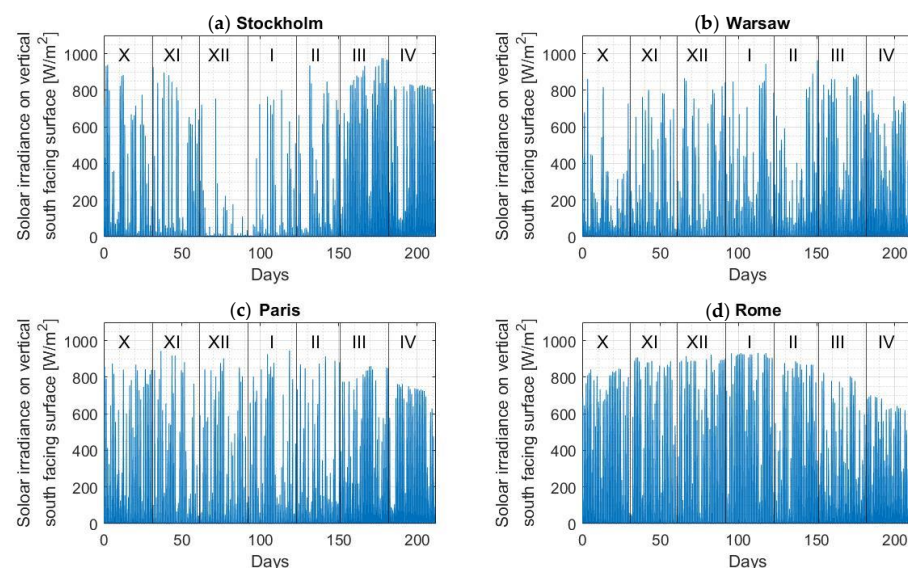 (a) Stockholm
Soloar irradiance on vertical
south facing surface [W/m²]
1000
800
600
400
200
0
X XI XII I II III IV
0 50 100 150 200
Days
(b) Warsaw
Soloar irradiance on vertical
south facing surface [W/m²]
1000
800
600
400
200
0
X XI XII I II III IV
0 50 100 150 200
Days
(c) Paris
Soloar irradiance on vertical
south facing surface [W/m²]
1000
800
600
400
200
0
X XI XII I II III IV
0 50 100 150 200
Days
(d) Rome
Soloar irradiance on vertical
south facing surface [W/m²]
1000
800
600
400
200
0
X XI XII I II III IV
0 50 100 150 200
Days